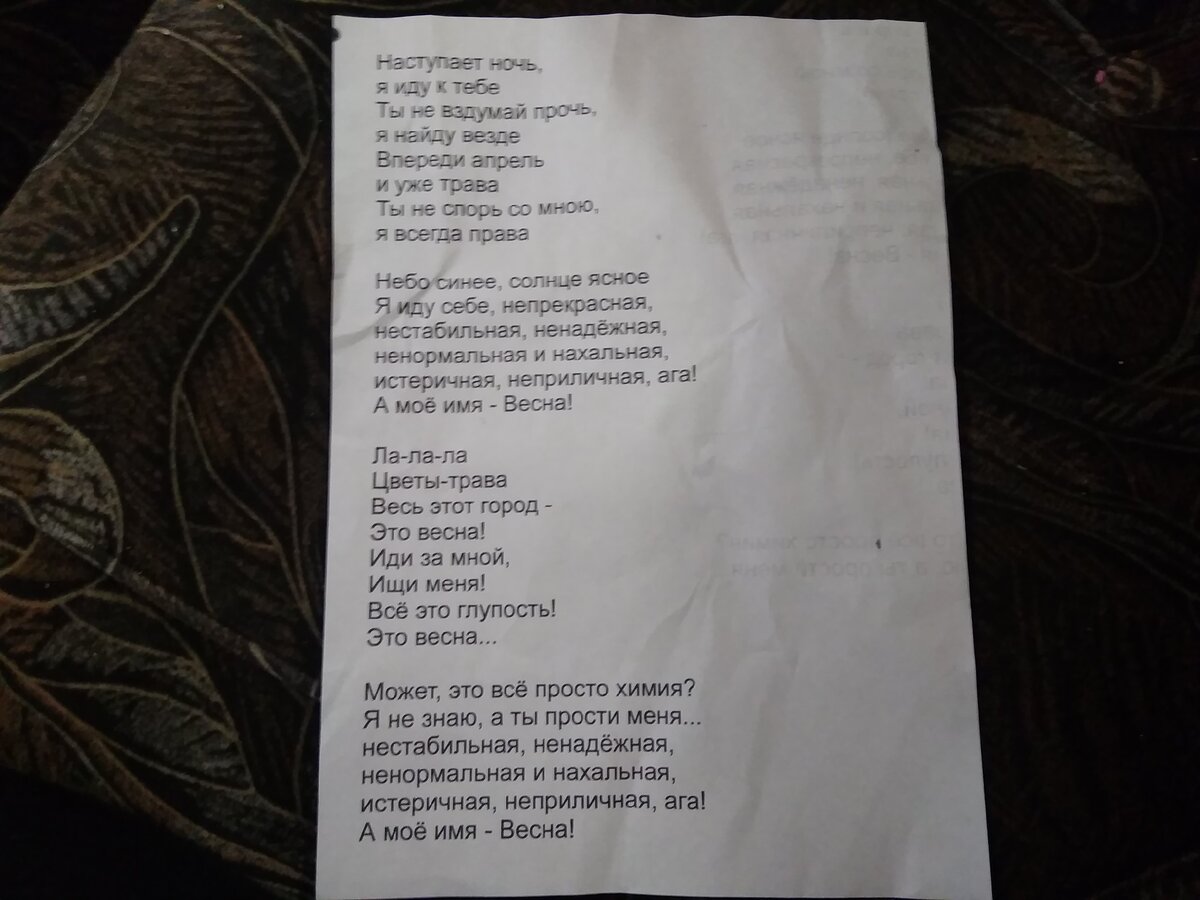 Наступает ночь,
я иду к тебе
Ты не вздумай прочь,
я найду везде
Впереди апрель
и уже трава
Ты не спорь со мною,
я всегда права
Небо синее, солнце ясное
Я иду себе, непрекрасная,
нестабильная, ненадёжная,
ненормальная и нахальная,
истеричная, неприличная, ага!
А моё имя - Весна!
Ла-ла-ла
Цветы-трава
Весь этот город -
Это весна!
Иди за мной,
Ищи меня!
Всё это глупость!
Это весна...
Может, это всё просто химия?
Я не знаю, а ты прости меня...
нестабильная, ненадёжная,
ненормальная и нахальная,
истеричная, неприличная, ага!
А моё имя - Весна!